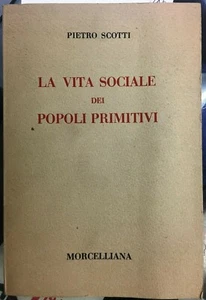 PIETRO SCOTTI
LA VITA SOCIALE
DEI
POPOLI PRIMITIVI
MORCELLIANA